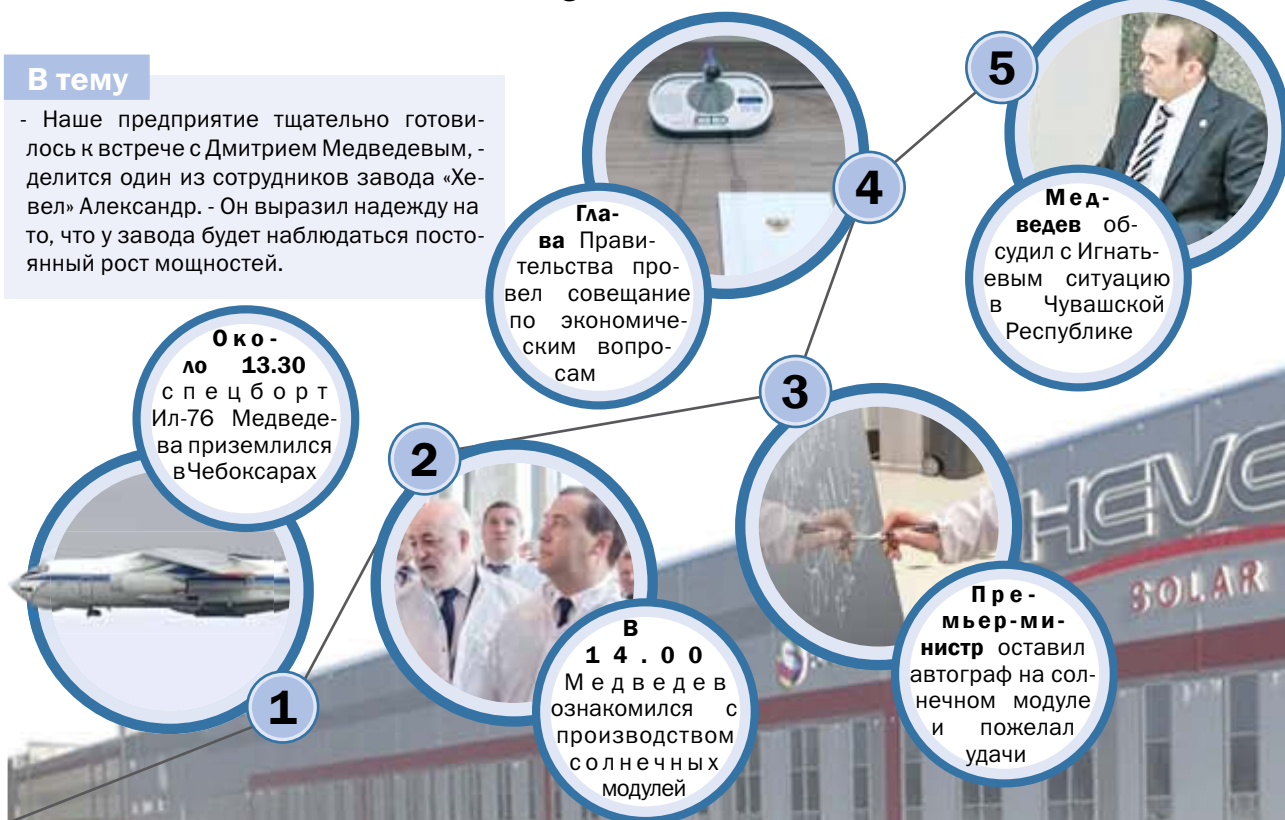 В тему
- Наше предприятие тщательно готови-
лось к встрече с Дмитрием Медведевым, -
делится один из сотрудников завода «Хе-
вел» Александр. - Он выразил надежду на
то, что у завода будет наблюдаться посто-
янный рост мощностей.
1
Око-
ло 13.30
спецборт
Ил-76 Медведе-
ва приземлился
в Чебоксарах
2
В
14.00
Медведев
ознакомился с
производством
солнечных
модулей
3
Пре-
мьер-ми-
нистр оставил
автограф на сол-
нечном модуле
и пожелал
удачи
4
Гла-
ва Прави-
тельства про-
вел совещание
по экономиче-
ским вопро-
сам
5
Мед-
ведев об-
судил с Игнать-
евым ситуацию
в Чувашской
Республике
HEVE
SOLAR